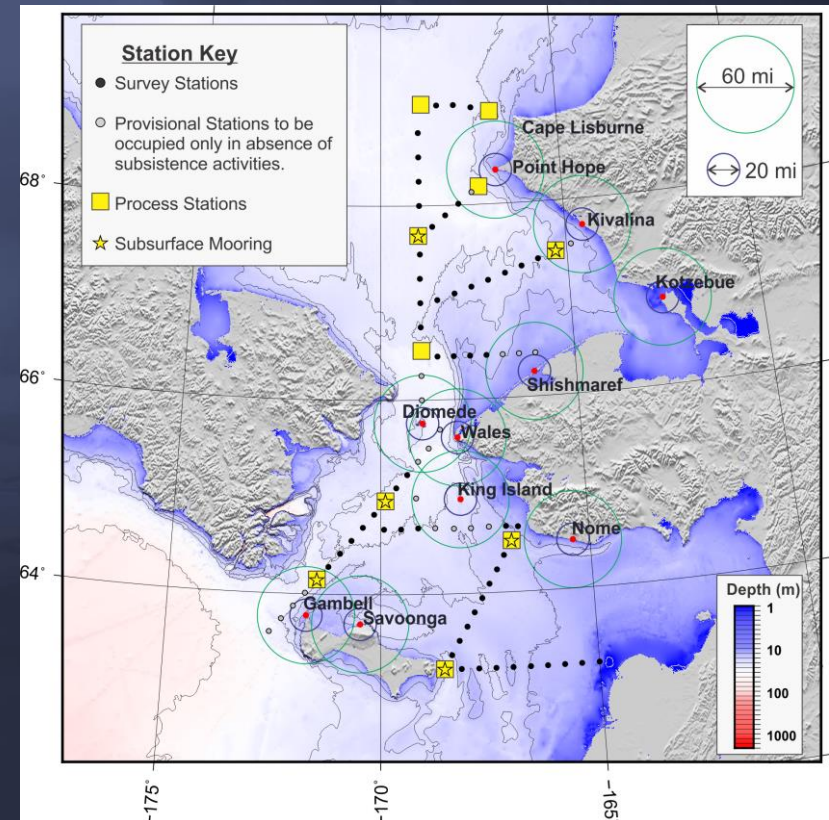 Station Key
Survey Stations
Provisional Stations to be
occupied only in absence of
subsistence activities.
Process Stations
Subsurface Mooring
60 mi
20 mi
Cape Lisburne
Point Hope
68°
Kivalina
Kotzebue
66°
Shishmaref
Diomede
Wales
King Island
Nome
64°
Gambell
Savoonga
Depth (m)
1
10
100
1000
-175°
-170°
-165